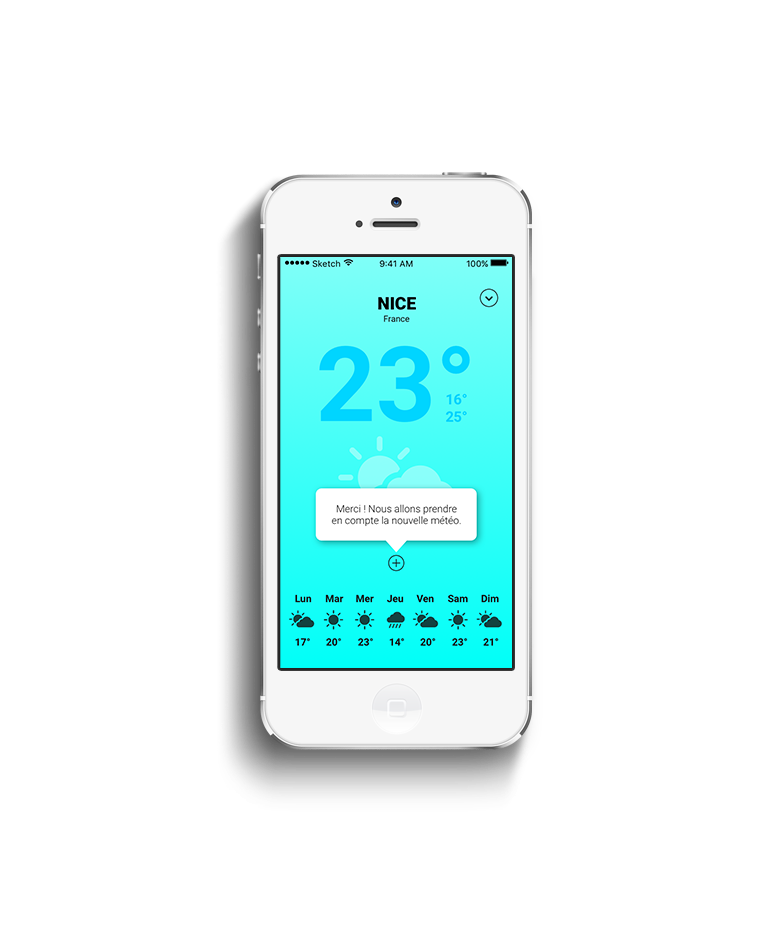 Sketch 9:41 AM 100%
NICE
France
23°
16°
25°
Merci ! Nous allons prendre
en compte la nouvelle météo.
Lun Mar Mer Jeu Ven Sam Dim
17° 20° 23° 14° 20° 23° 21°